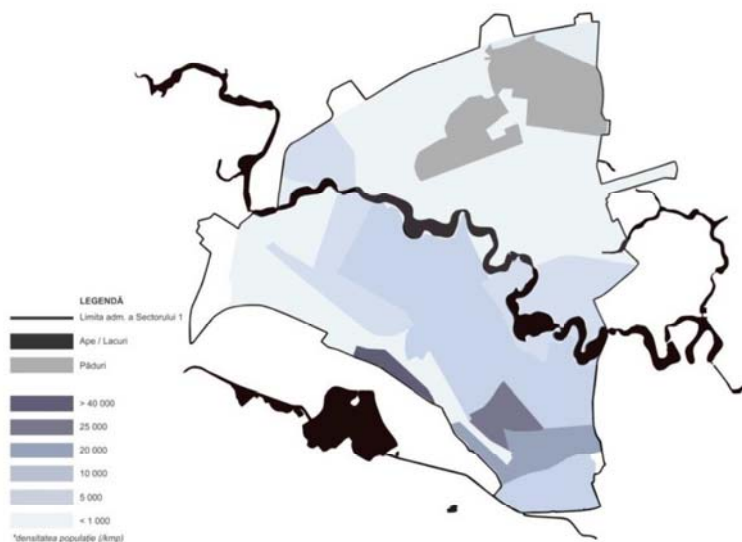 LEGENDĂ
Limita adm. a Sectorului 1
Ape / Lacuri
Păduri
> 40 000
25 000
20 000
10 000
5 000
< 1 000
*densitatea populație (/kmp)